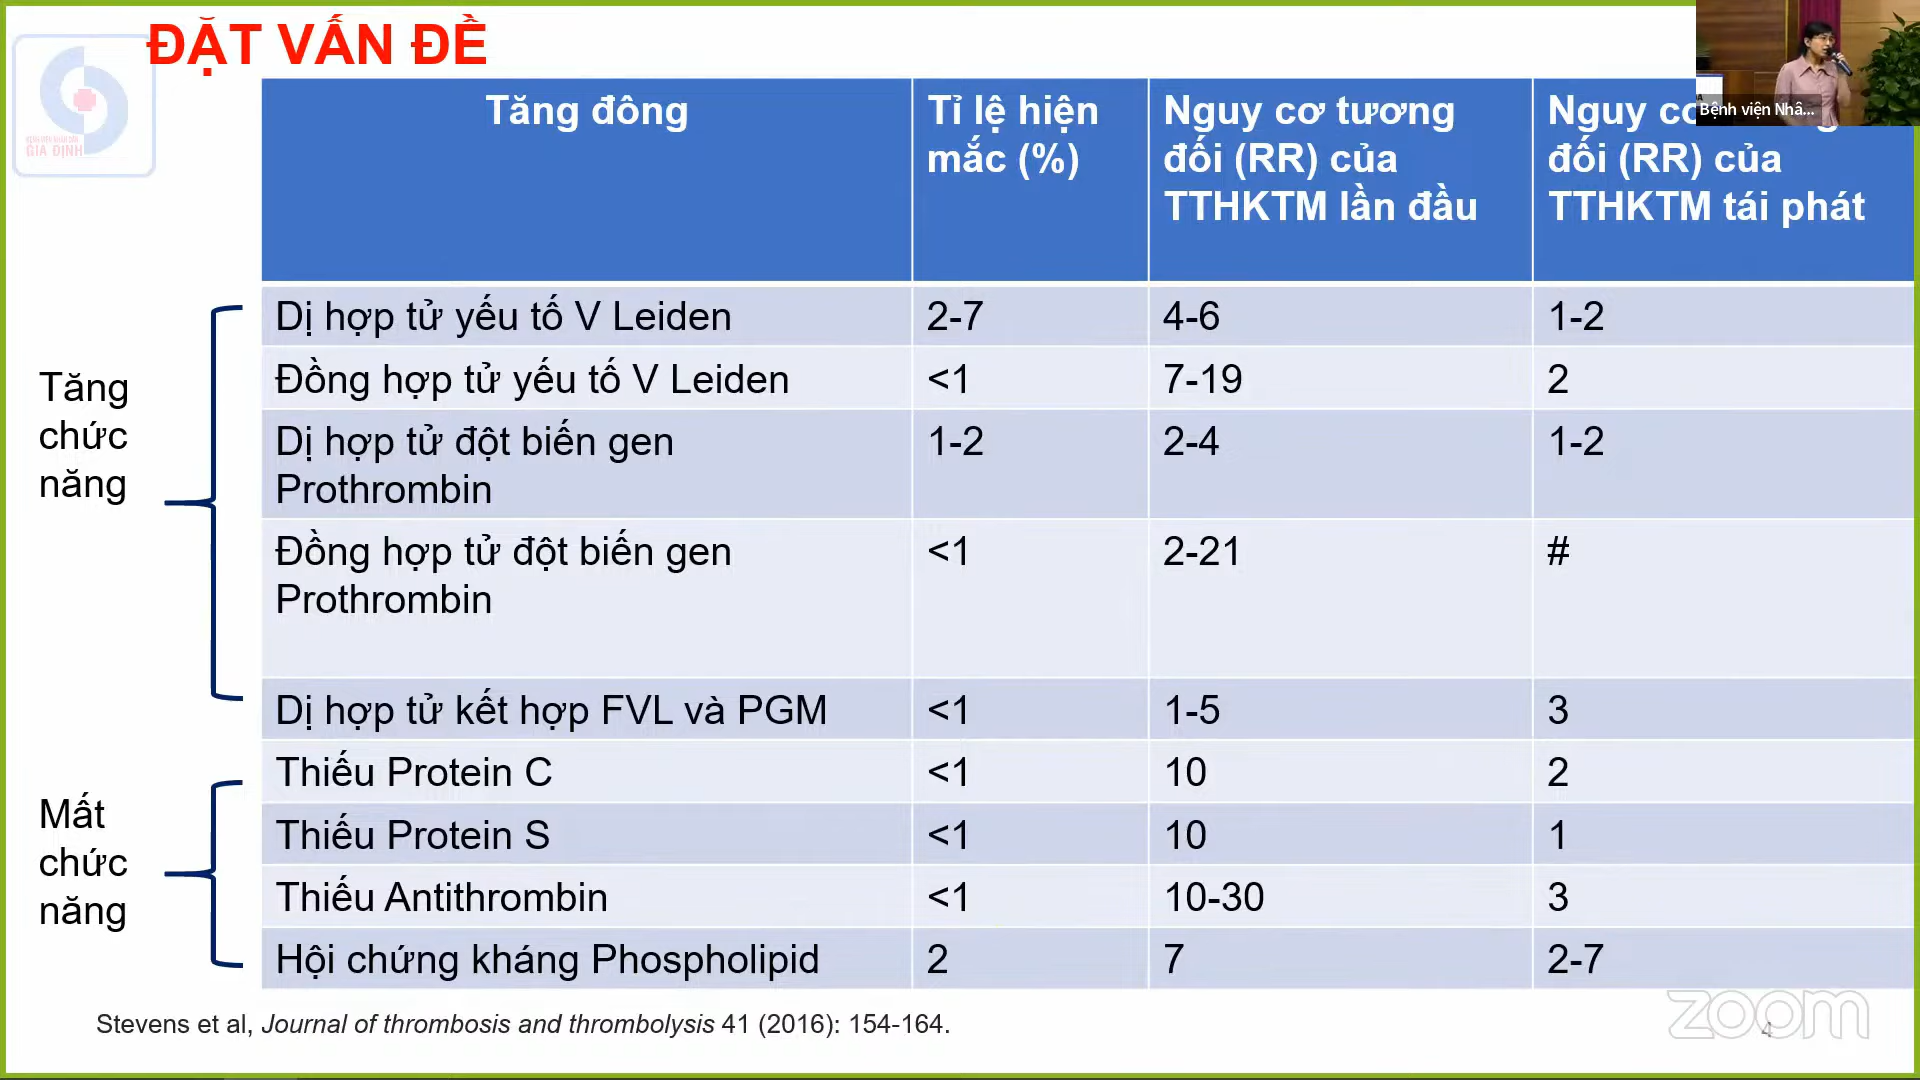 ĐẶT VẤN ĐỀ
GIA ĐỊNH
Bệnh viện Nhâ...
Tăng đông
Tỉ lệ hiện
mắc (%)
Nguy cơ tương
đối (RR) của
TTHKTM lần đầu
Nguy
đối (RR) của
TTHKTM tái phát
Tăng
chức
năng
Dị hợp tử yếu tố V Leiden
2-7
4-6
1-2
Đồng hợp tử yếu tố V Leiden
<1
7-19
2
Dị hợp tử đột biến gen
Prothrombin
1-2
2-4
1-2
Đồng hợp tử đột biến gen
Prothrombin
<1
2-21
#
Dị hợp tử kết hợp FVL và PGM
<1
1-5
3
Mất
chức
năng
Thiếu Protein C
<1
10
2
Thiếu Protein S
<1
10
1
Thiếu Antithrombin
<1
10-30
3
Hội chứng kháng Phospholipid
2
7
2-7
Stevens et al, Journal of thrombosis and thrombolysis 41 (2016): 154-164.
zoom
4